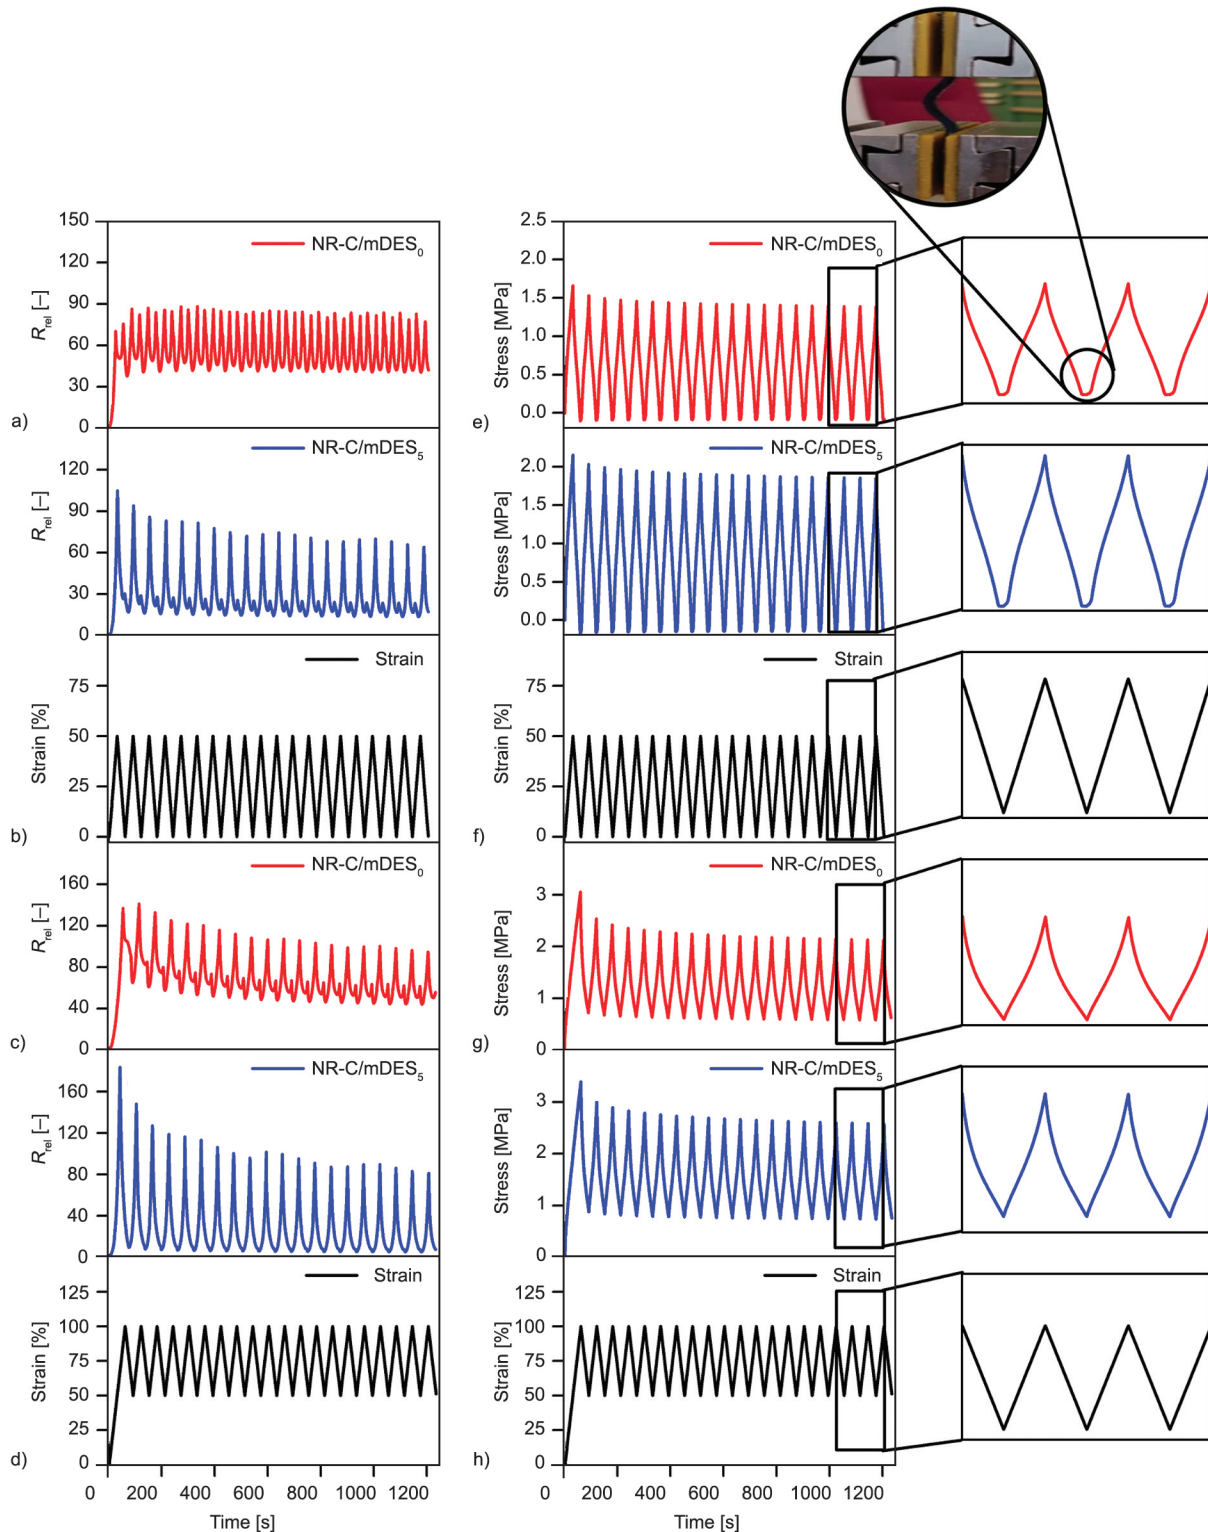 150
120
90
60
30
0
R_rel [–]
NR-C/mDES_0
a)
120
90
60
30
0
R_rel [–]
NR-C/mDES_5
75
50
25
0
Strain [%]
Strain
b)
160
120
80
40
0
R_rel [–]
NR-C/mDES_0
c)
160
120
80
40
0
R_rel [–]
NR-C/mDES_5
125
100
75
50
25
0
Strain [%]
Strain
d)
0 200 400 600 800 1000 1200
Time [s]
2.5
2.0
1.5
1.0
0.5
0.0
Stress [MPa]
NR-C/mDES_0
e)
2.0
1.5
1.0
0.5
0.0
Stress [MPa]
NR-C/mDES_5
75
50
25
0
Strain [%]
Strain
f)
3
2
1
0
Stress [MPa]
NR-C/mDES_0
g)
3
2
1
0
Stress [MPa]
NR-C/mDES_5
125
100
75
50
25
0
Strain [%]
Strain
h)
0 200 400 600 800 1000 1200
Time [s]